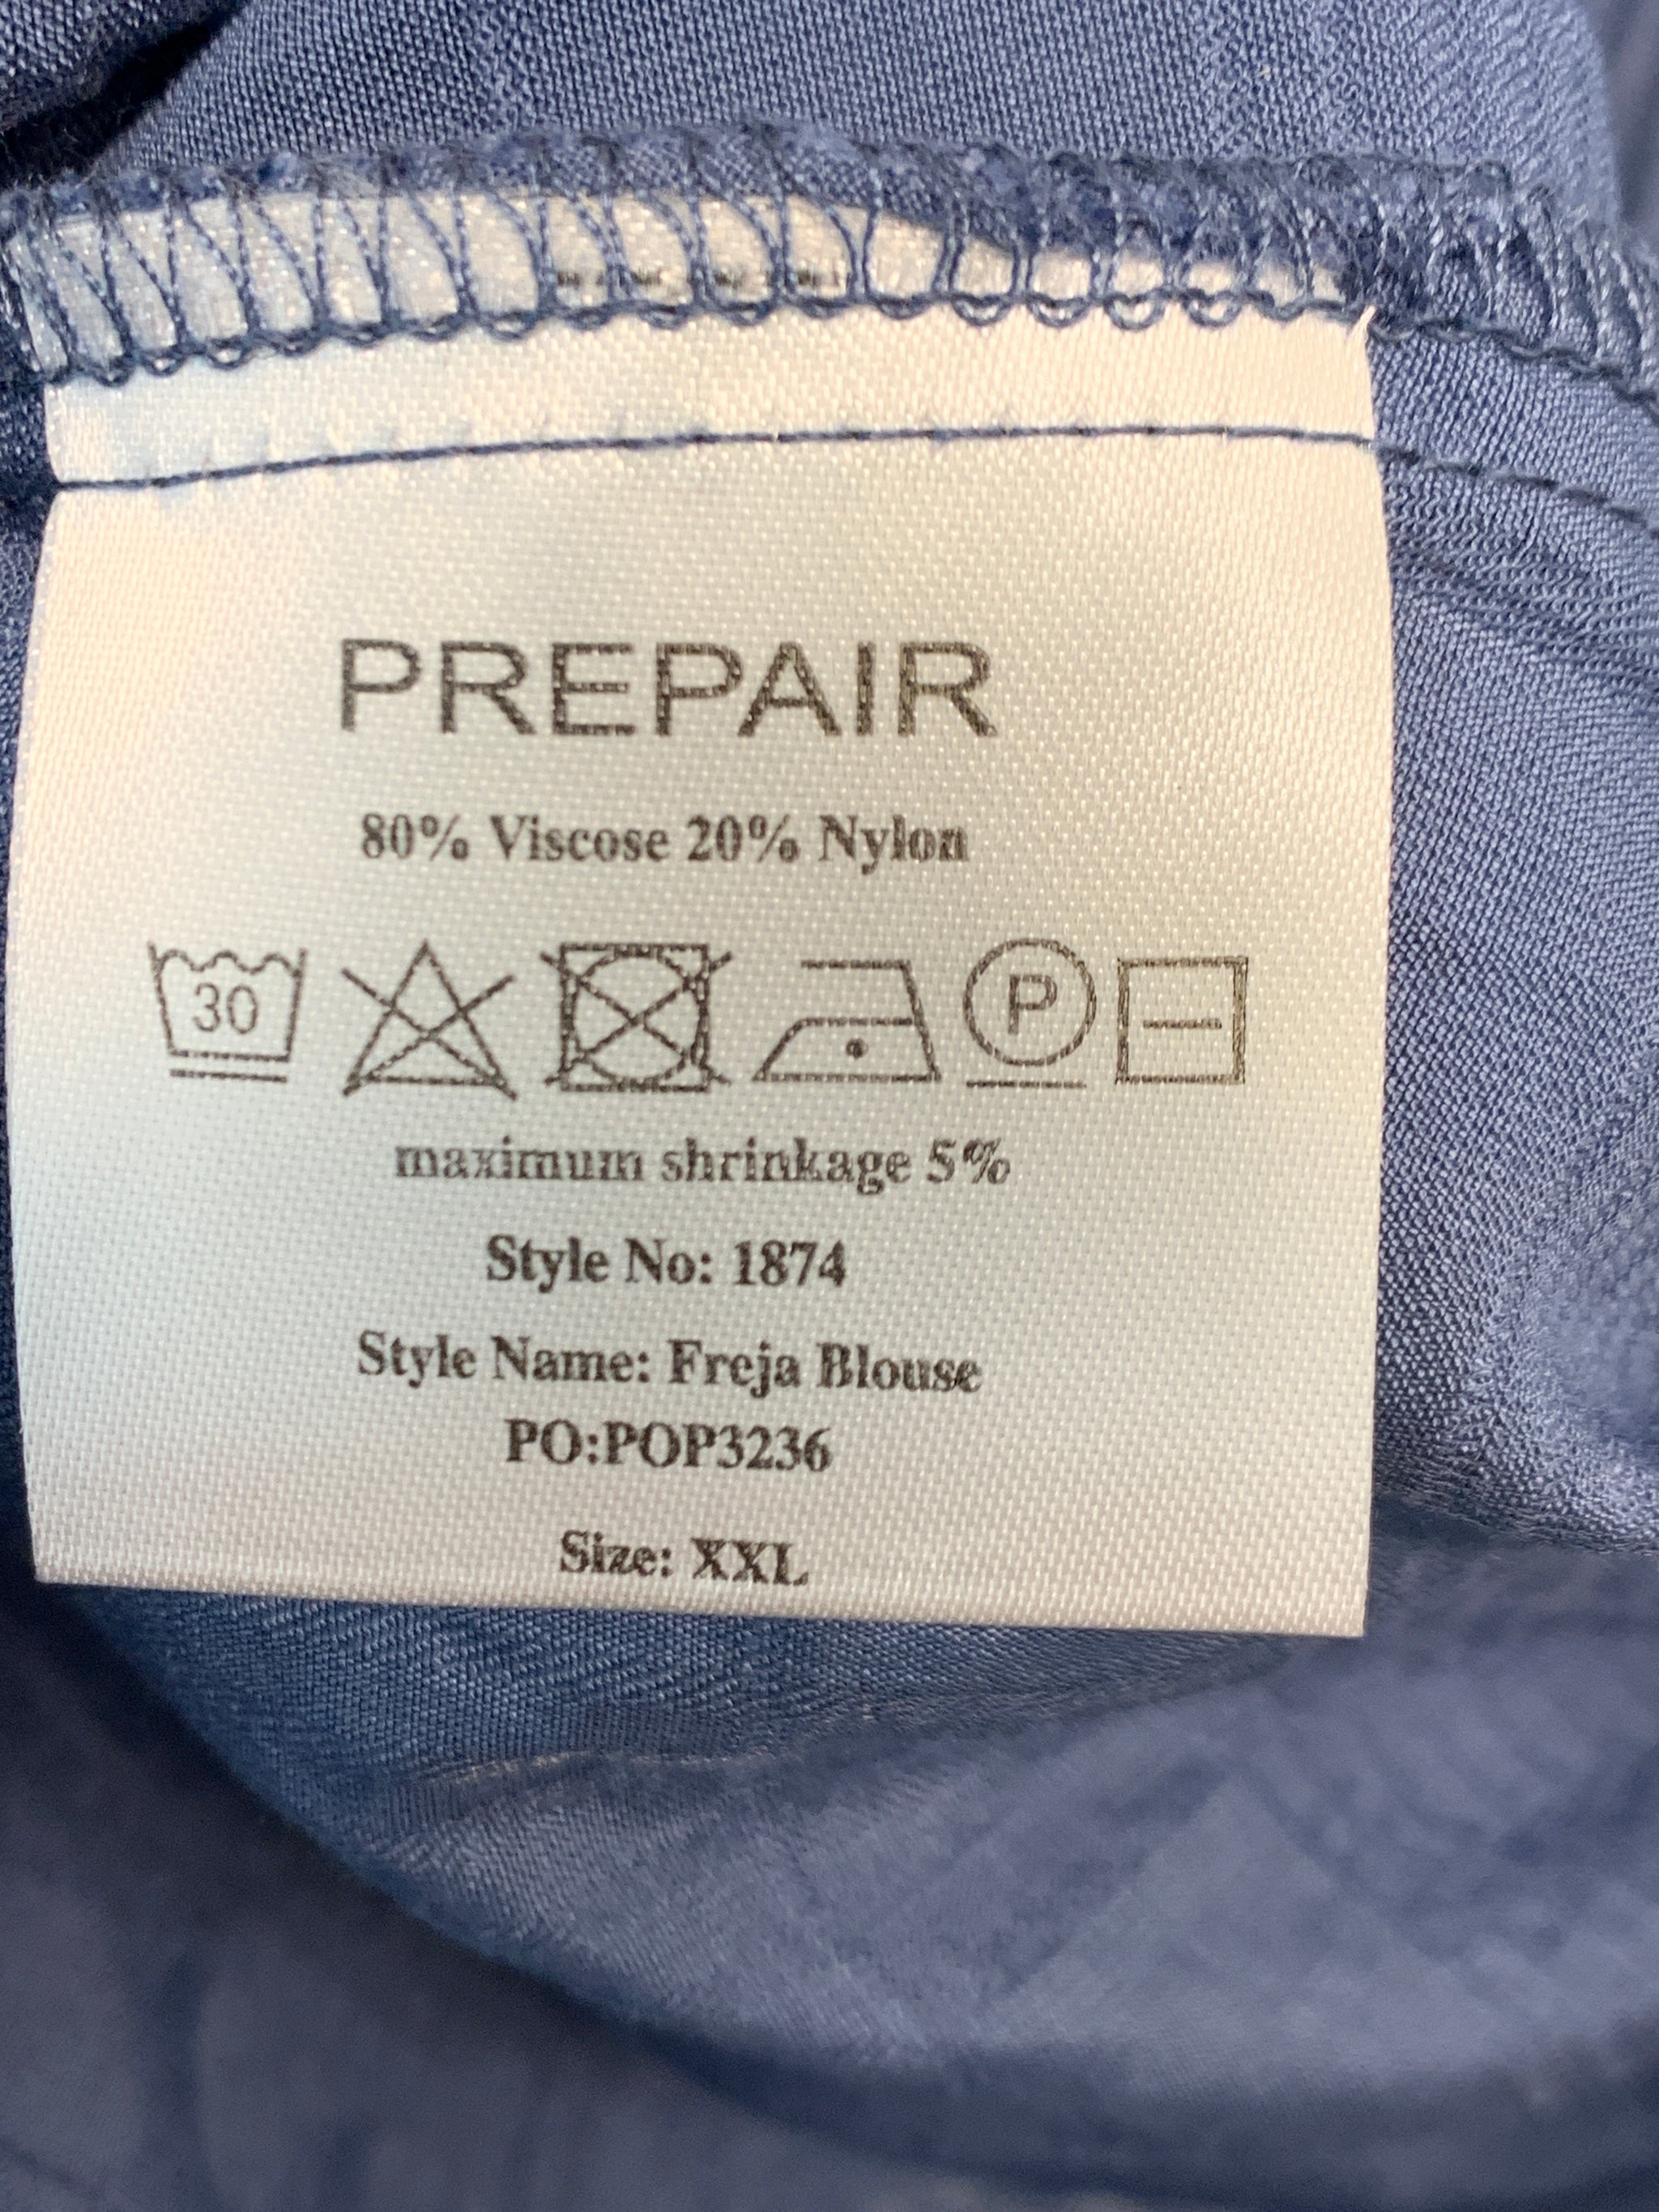 PREPAIR
80% Viscose 20% Nylon
30 P
maximum shrinkage 5%
Style No: 1874
Style Name: Freja Blouse
PO:POP3236
Size: XXL